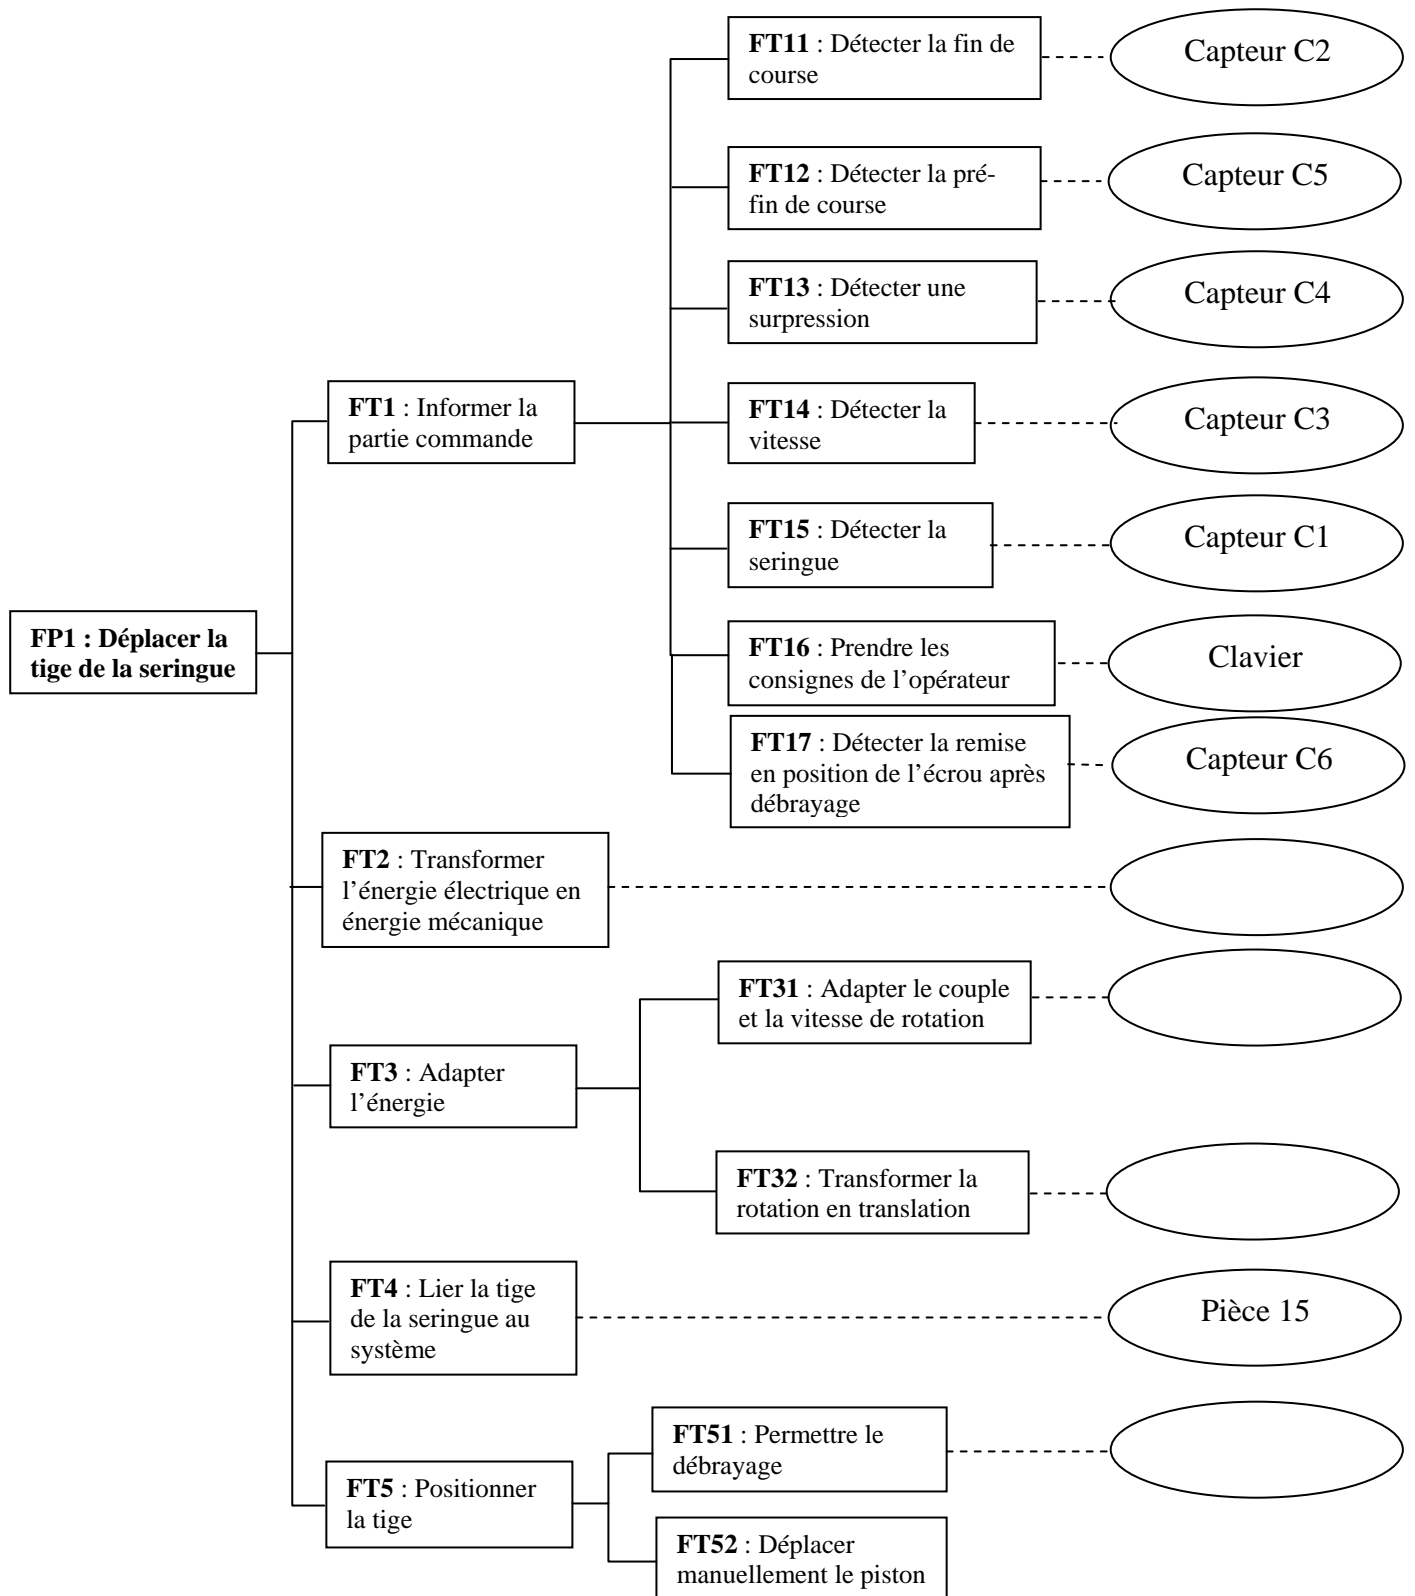 FT11 : Détecter la fin de
course
Capteur C2
FT12 : Détecter la pré-
fin de course
Capteur C5
FT13 : Détecter une
surpression
Capteur C4
FT1 : Informer la
partie commande
FT14 : Détecter la
vitesse
Capteur C3
FT15 : Détecter la
seringue
Capteur C1
FP1 : Déplacer la
tige de la seringue
FT16 : Prendre les
consignes de l’opérateur
Clavier
FT17 : Détecter la remise
en position de l’écrou après
débrayage
Capteur C6
FT2 : Transformer
l’énergie électrique en
énergie mécanique
FT31 : Adapter le couple
et la vitesse de rotation
FT3 : Adapter
l’énergie
FT32 : Transformer la
rotation en translation
FT4 : Lier la tige
de la seringue au
système
Pièce 15
FT51 : Permettre le
débrayage
FT5 : Positionner
la tige
FT52 : Déplacer
manuellement le piston